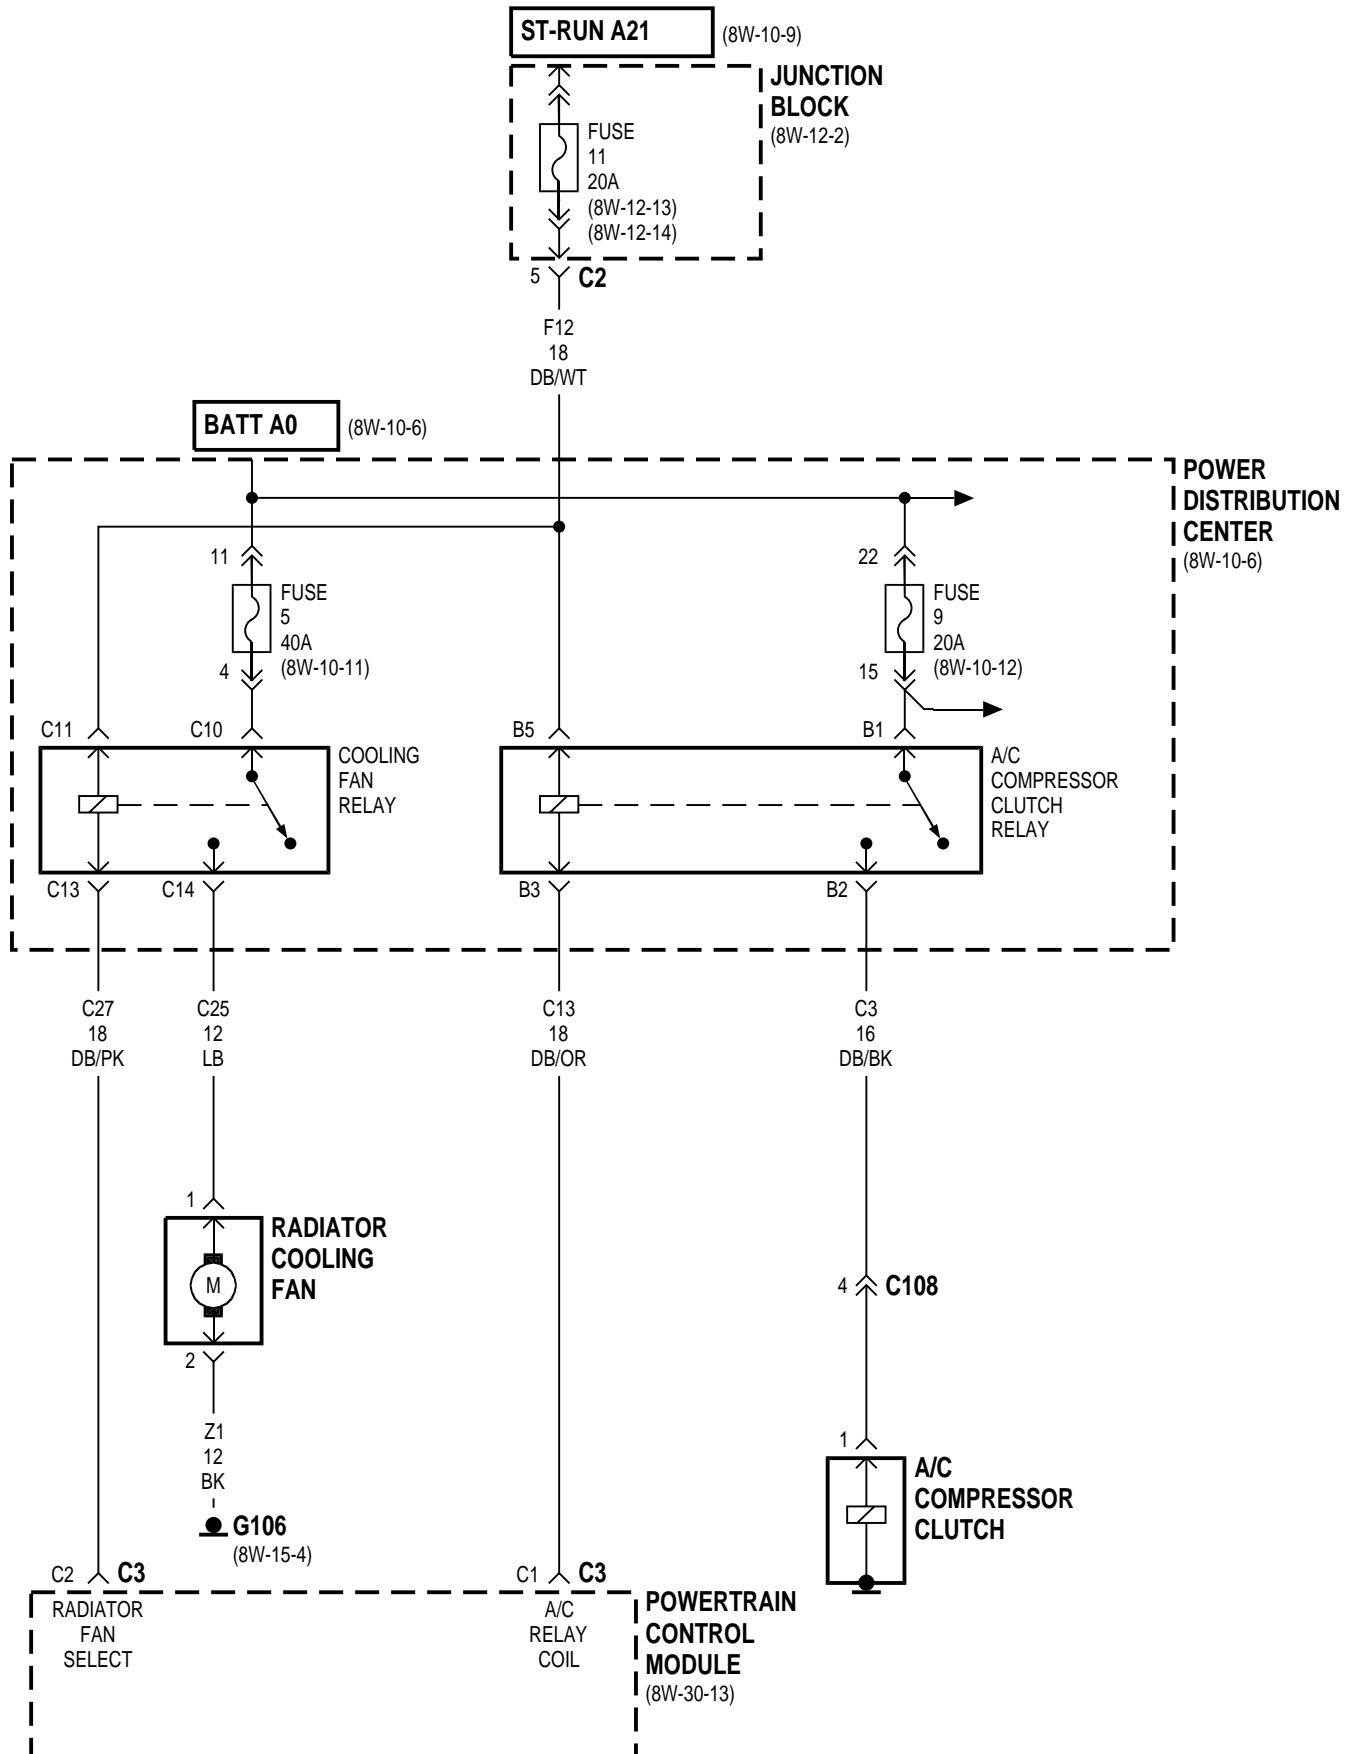 ST-RUN A21
(8W-10-9)
JUNCTION
BLOCK
(8W-12-2)
FUSE
11
20A
(8W-12-13)
(8W-12-14)
5
C2
F12
18
DB/WT
BATT A0
(8W-10-6)
POWER
DISTRIBUTION
CENTER
(8W-10-6)
11
FUSE
5
40A
(8W-10-11)
4
22
FUSE
9
20A
(8W-10-12)
15
C11
C10
B5
B1
COOLING
FAN
RELAY
A/C
COMPRESSOR
CLUTCH
RELAY
C13
C14
B3
B2
C27
18
DB/PK
C25
12
LB
C13
18
DB/OR
C3
16
DB/BK
1
RADIATOR
COOLING
FAN
M
2
4
C108
Z1
12
BK
G106
(8W-15-4)
1
A/C
COMPRESSOR
CLUTCH
C2
C3
C1
C3
RADIATOR
FAN
SELECT
A/C
RELAY
COIL
POWERTRAIN
CONTROL
MODULE
(8W-30-13)